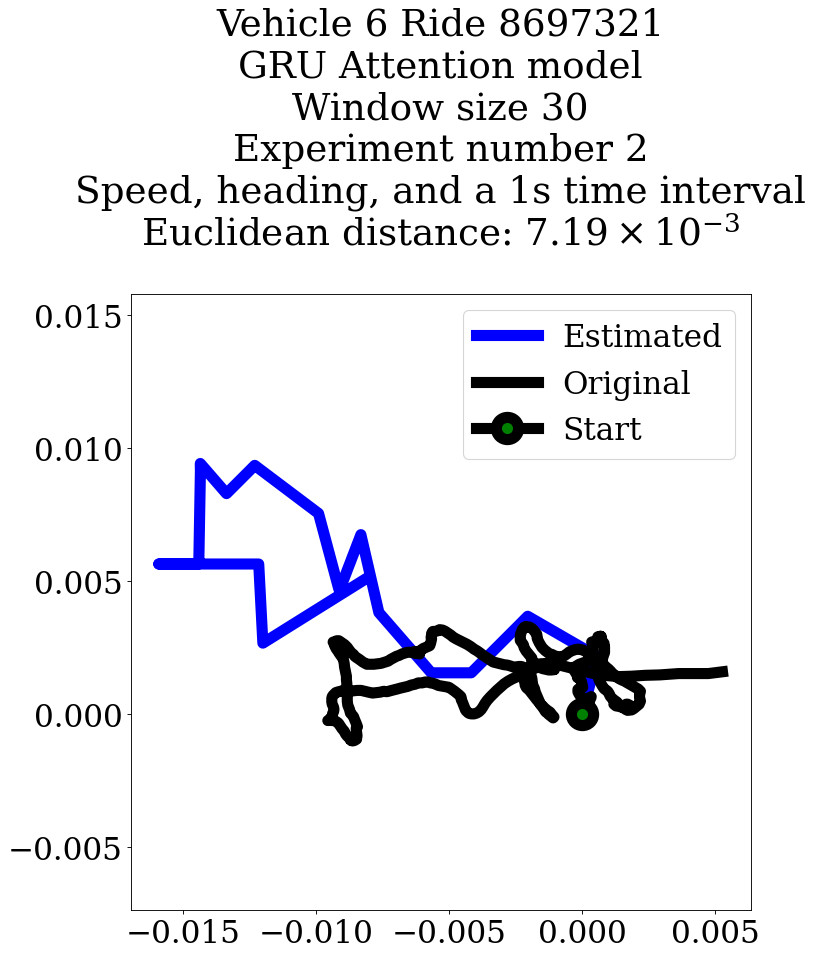 Vehicle 6 Ride 8697321
GRU Attention model
Window size 30
Experiment number 2
Speed, heading, and a 1s time interval
Euclidean distance: 7.19 × 10⁻³
Estimated
Original
Start
0.015
0.010
0.005
0.000
−0.005
−0.015 −0.010 −0.005 0.000 0.005